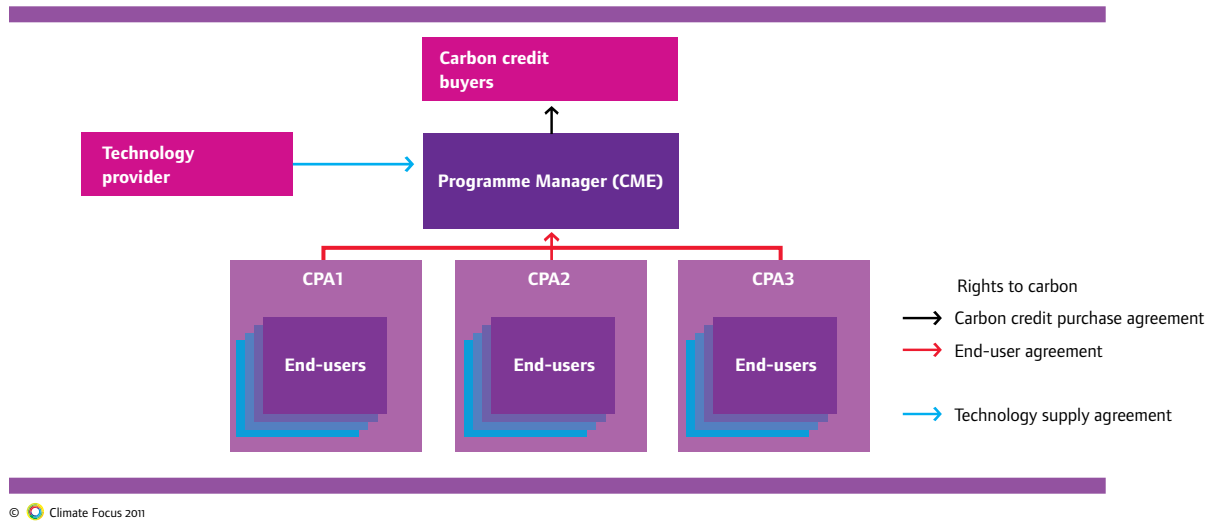 Carbon credit
buyers
Technology
provider
Programme Manager (CME)
CPA1
CPA2
CPA3
End-users
End-users
End-users
Rights to carbon
Carbon credit purchase agreement
End-user agreement
Technology supply agreement
© Climate Focus 2011